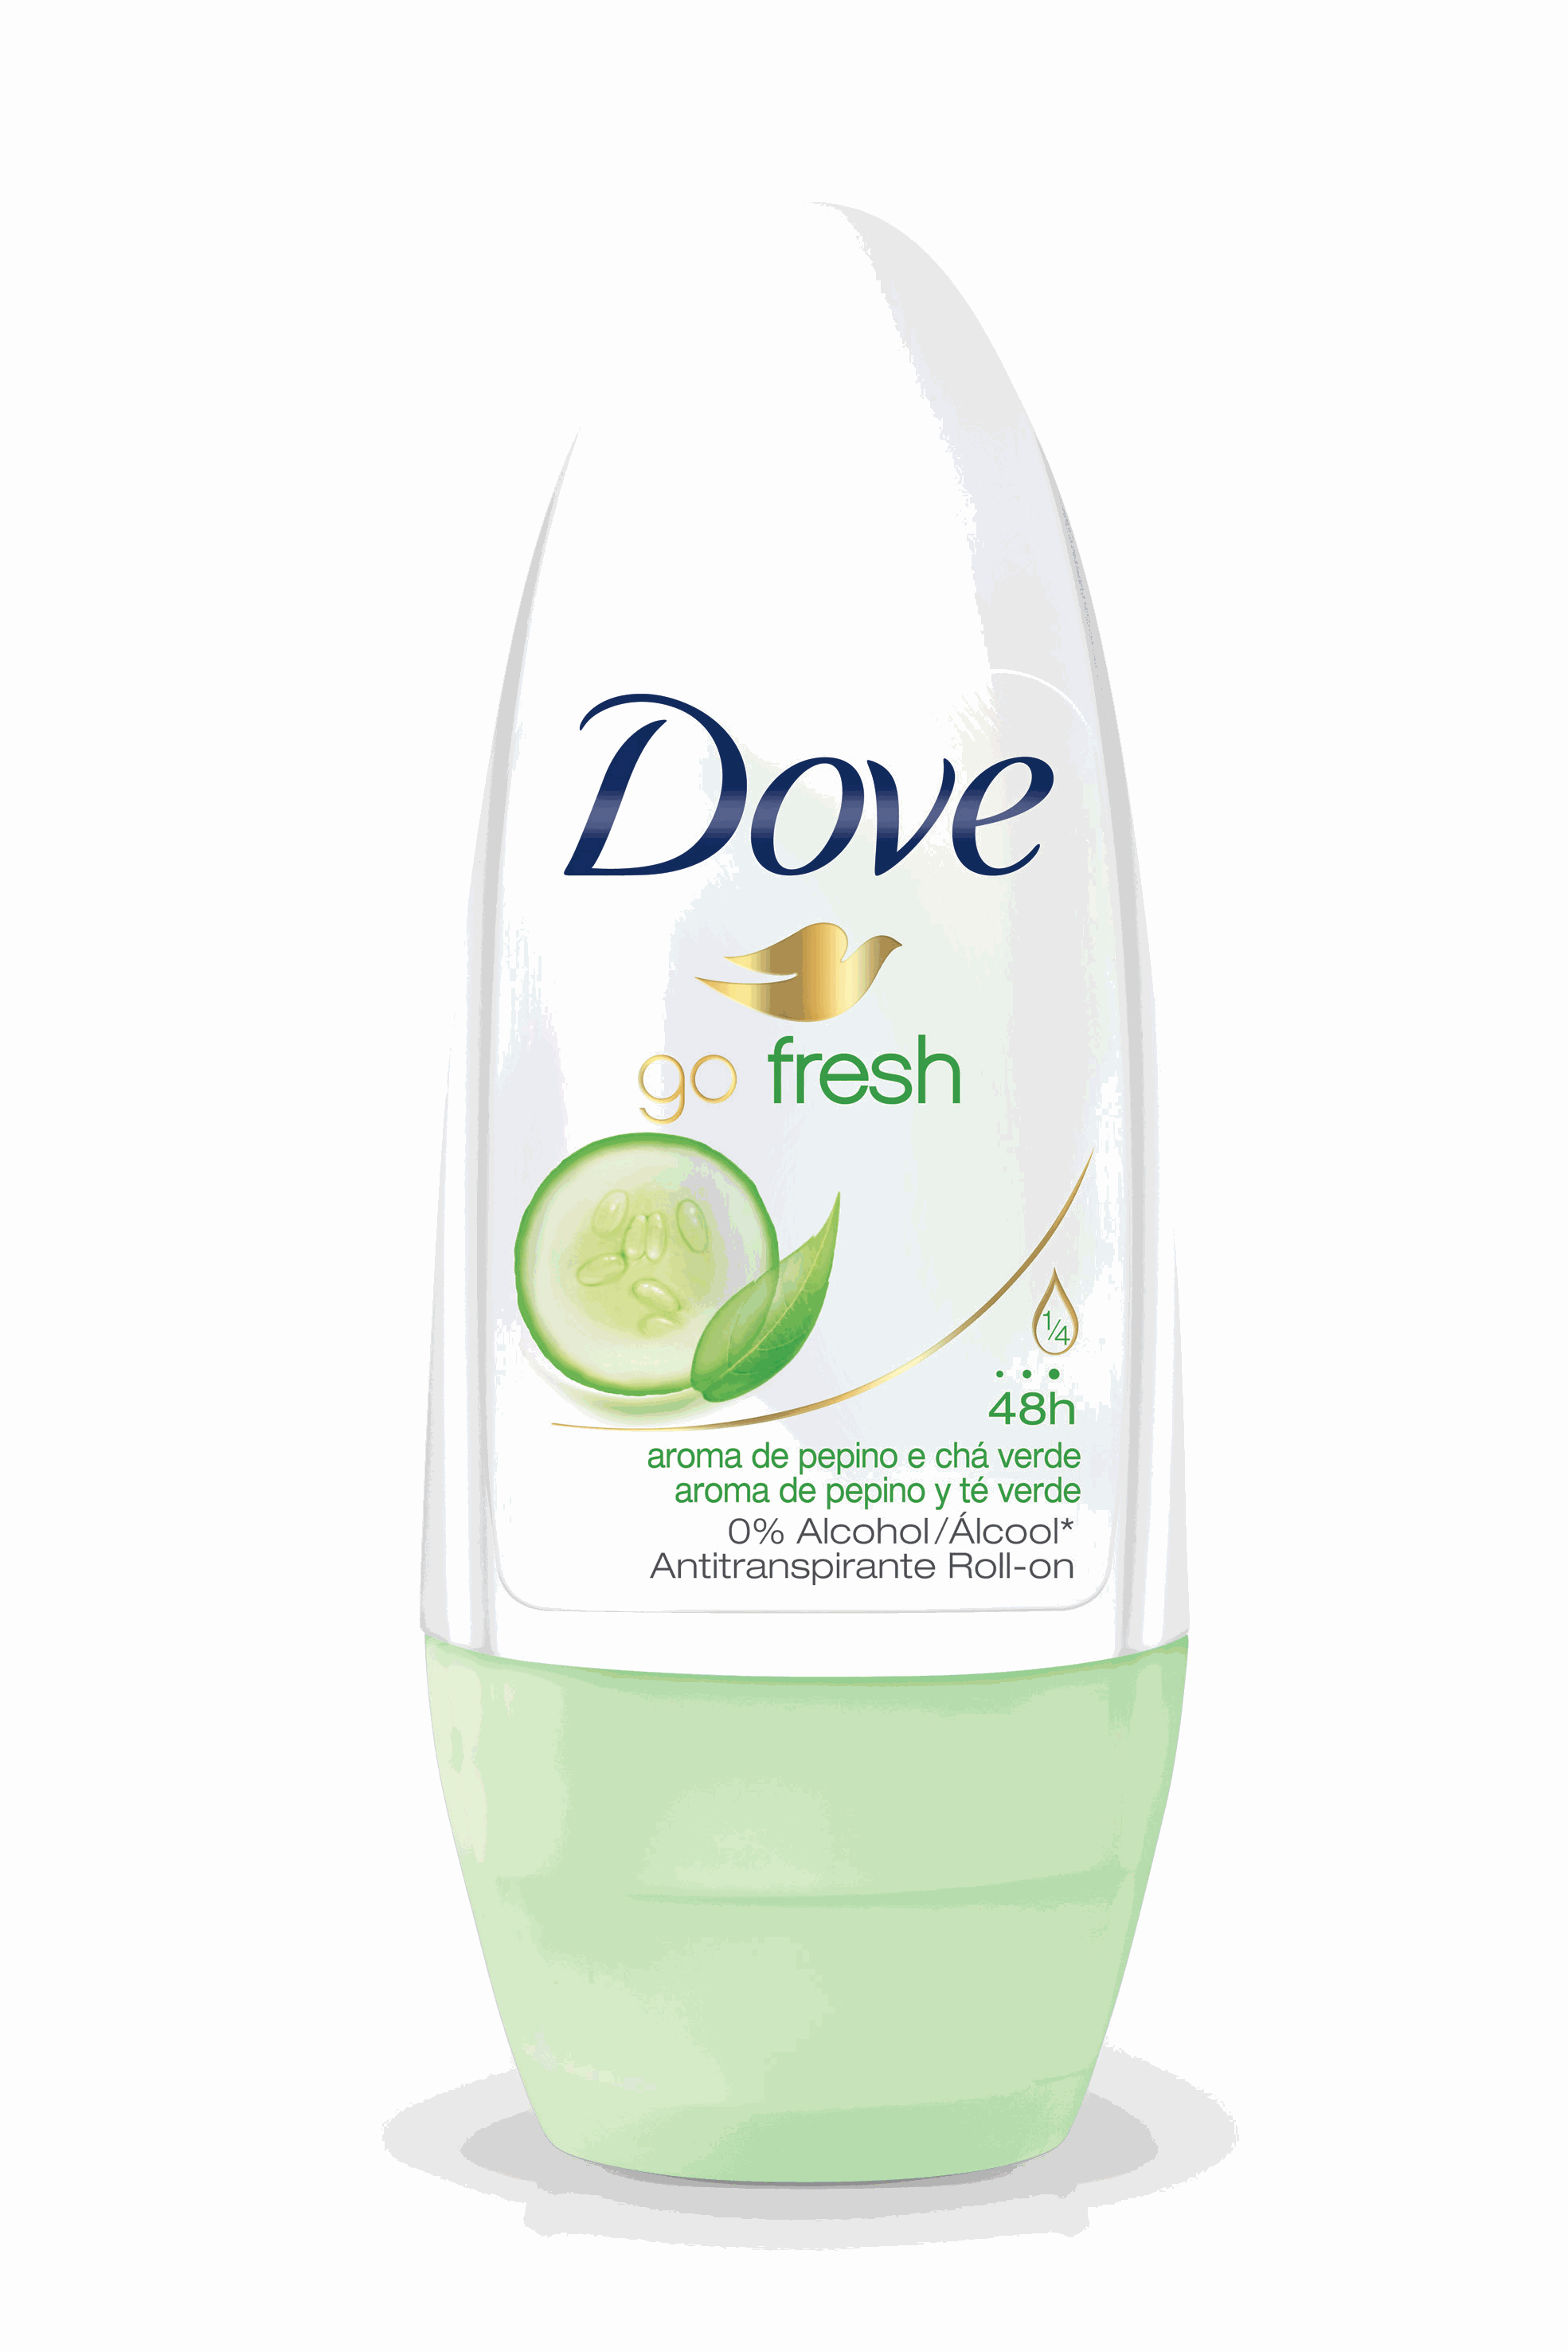 Dove
go fresh
1/4
48h
aroma de pepino e chá verde
aroma de pepino y té verde
0% Alcohol/Álcool*
Antitranspirante Roll-on